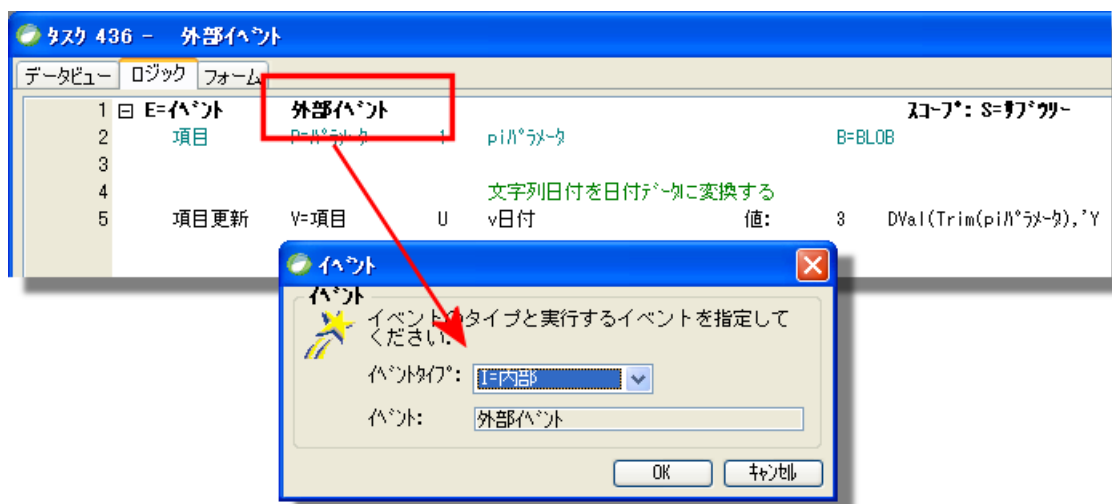 ﾀｽｸ 436 - 外部ｲﾍﾞﾝﾄ
データビュー ロジック フォーム
1 E=ｲﾍﾞﾝﾄ 外部ｲﾍﾞﾝﾄ ｽｺｰﾌﾟ: S=ｻﾌﾞﾂﾘｰ
2 項目 P=ﾊﾟﾗﾒｰﾀ 1 piﾊﾟﾗﾒｰﾀ B=BLOB
3
4 文字列日付を日付ﾃﾞｰﾀに変換する
5 項目更新 V=項目 U v日付 値: 3 DVal(Trim(piﾊﾟﾗﾒｰﾀ),'Y
ｲﾍﾞﾝﾄ
ｲﾍﾞﾝﾄ
イベントのタイプと実行するイベントを指定して
ください.
ｲﾍﾞﾝﾄﾀｲﾌﾟ: I=内部
ｲﾍﾞﾝﾄ: 外部ｲﾍﾞﾝﾄ
OK ｷｬﾝｾﾙ